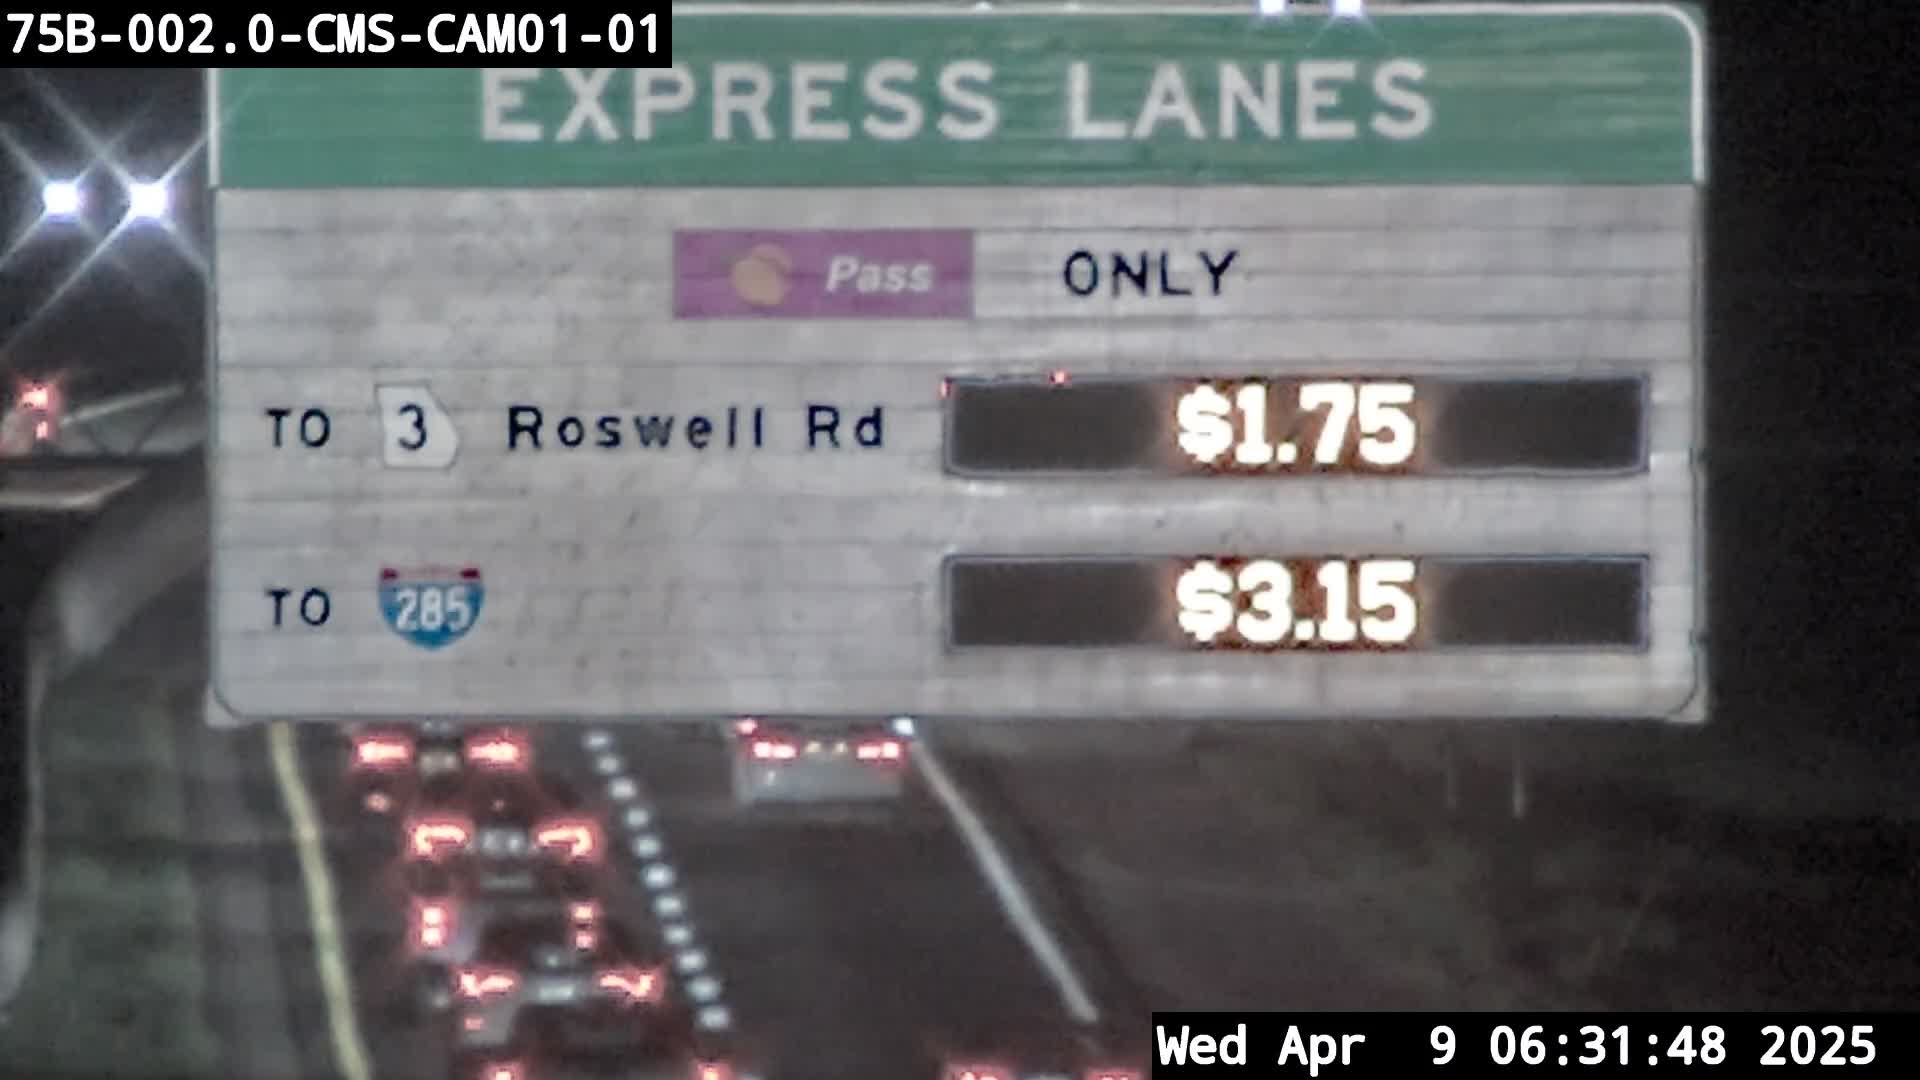 75B-002.0-CMS-CAM01-01
EXPRESS LANES
Pass ONLY
TO 3 Roswell Rd $1.75
TO 285 $3.15
Wed Apr 9 06:31:48 2025